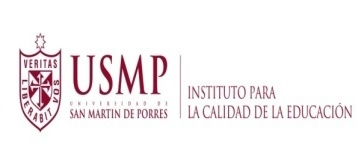 VERITAS
LIBERABIT VOS
USMP
UNIVERSIDAD DE
SAN MARTIN DE PORRES
INSTITUTO PARA
LA CALIDAD DE LA EDUCACIÓN